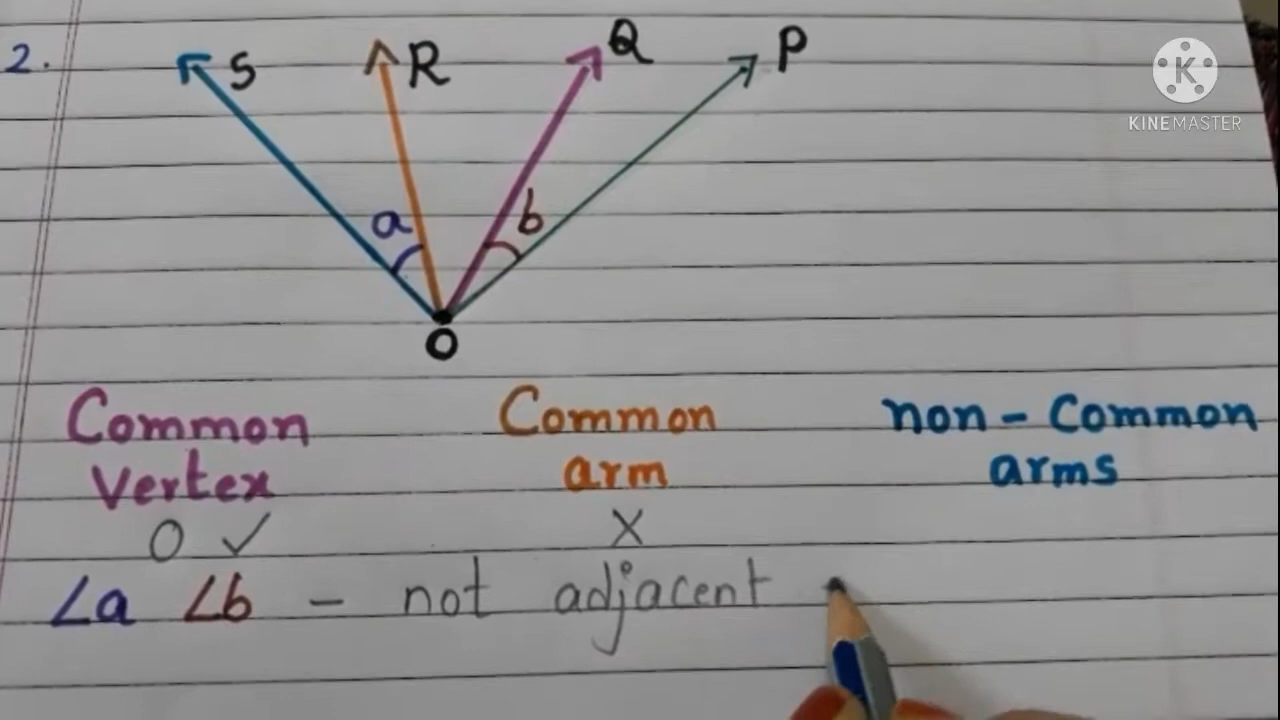 2.
S R Q P
a b
O
KINEMASTER
Common Common non-Common
vertex arm arms
O ✓ X
∠a ∠b - not adjacent